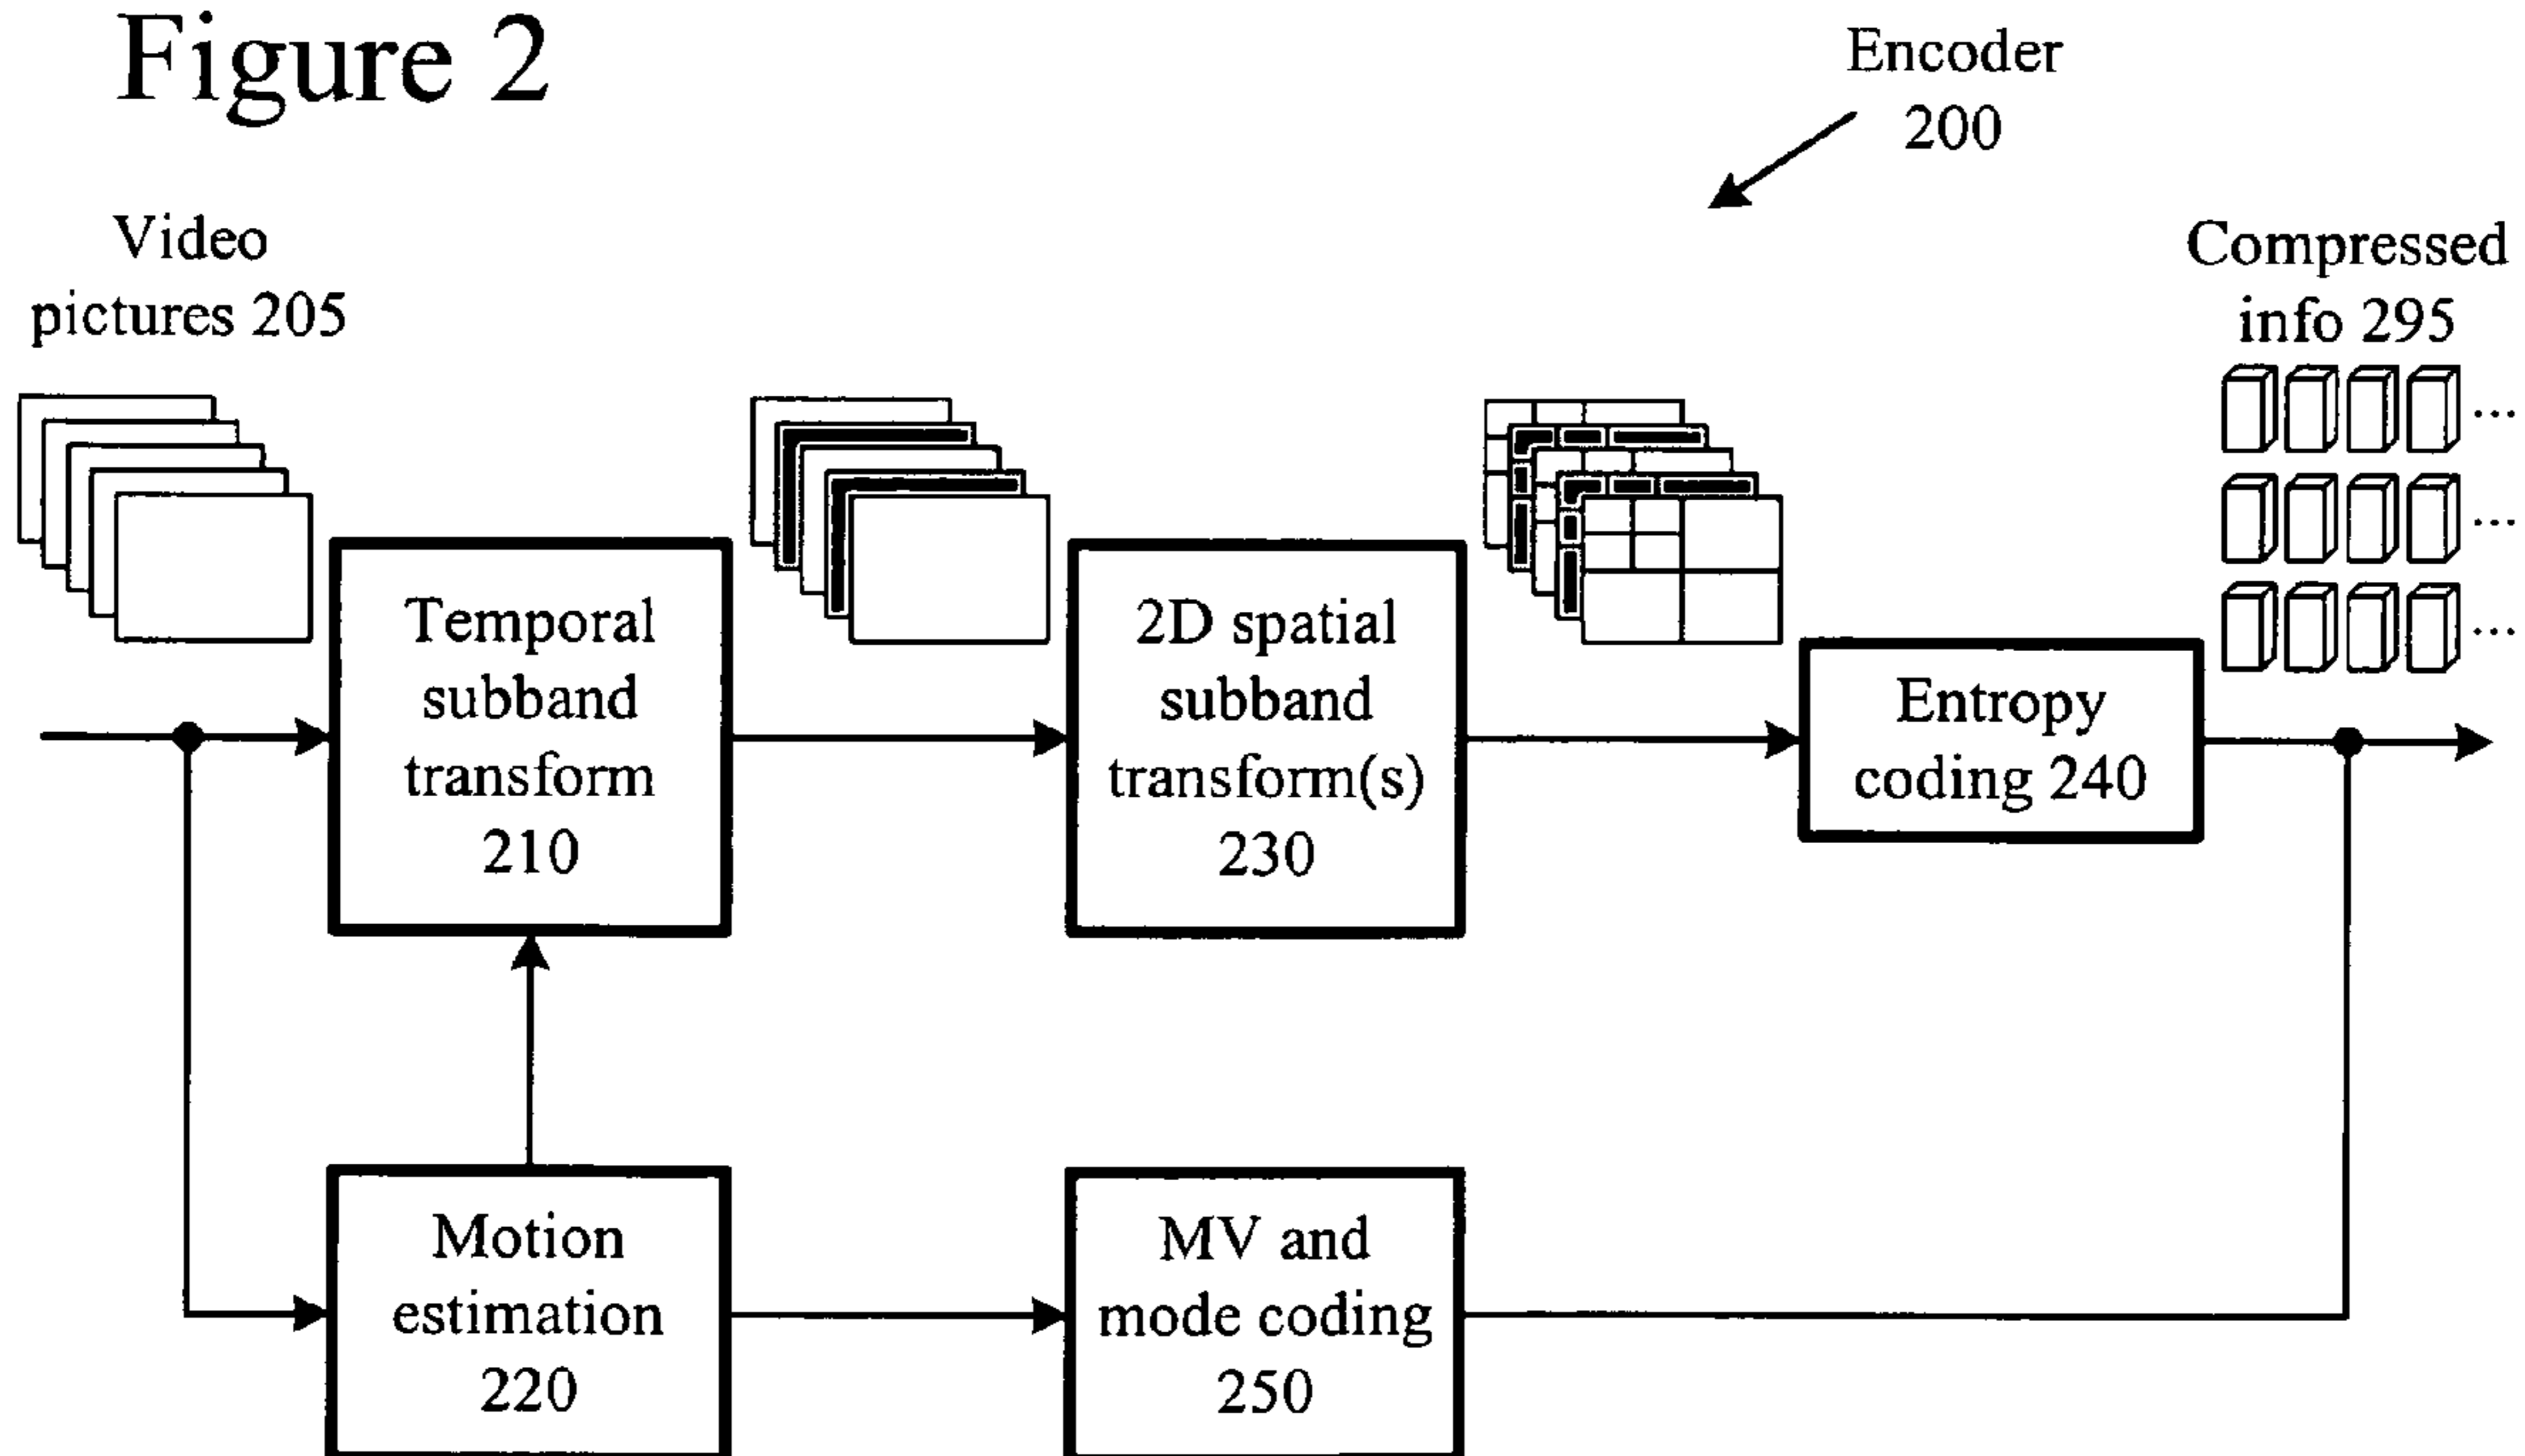 Figure 2
Encoder
200
Video
pictures 205
Compressed
info 295
...
...
...
Temporal
subband
transform
210
2D spatial
subband
transform(s)
230
Entropy
coding 240
Motion
estimation
220
MV and
mode coding
250